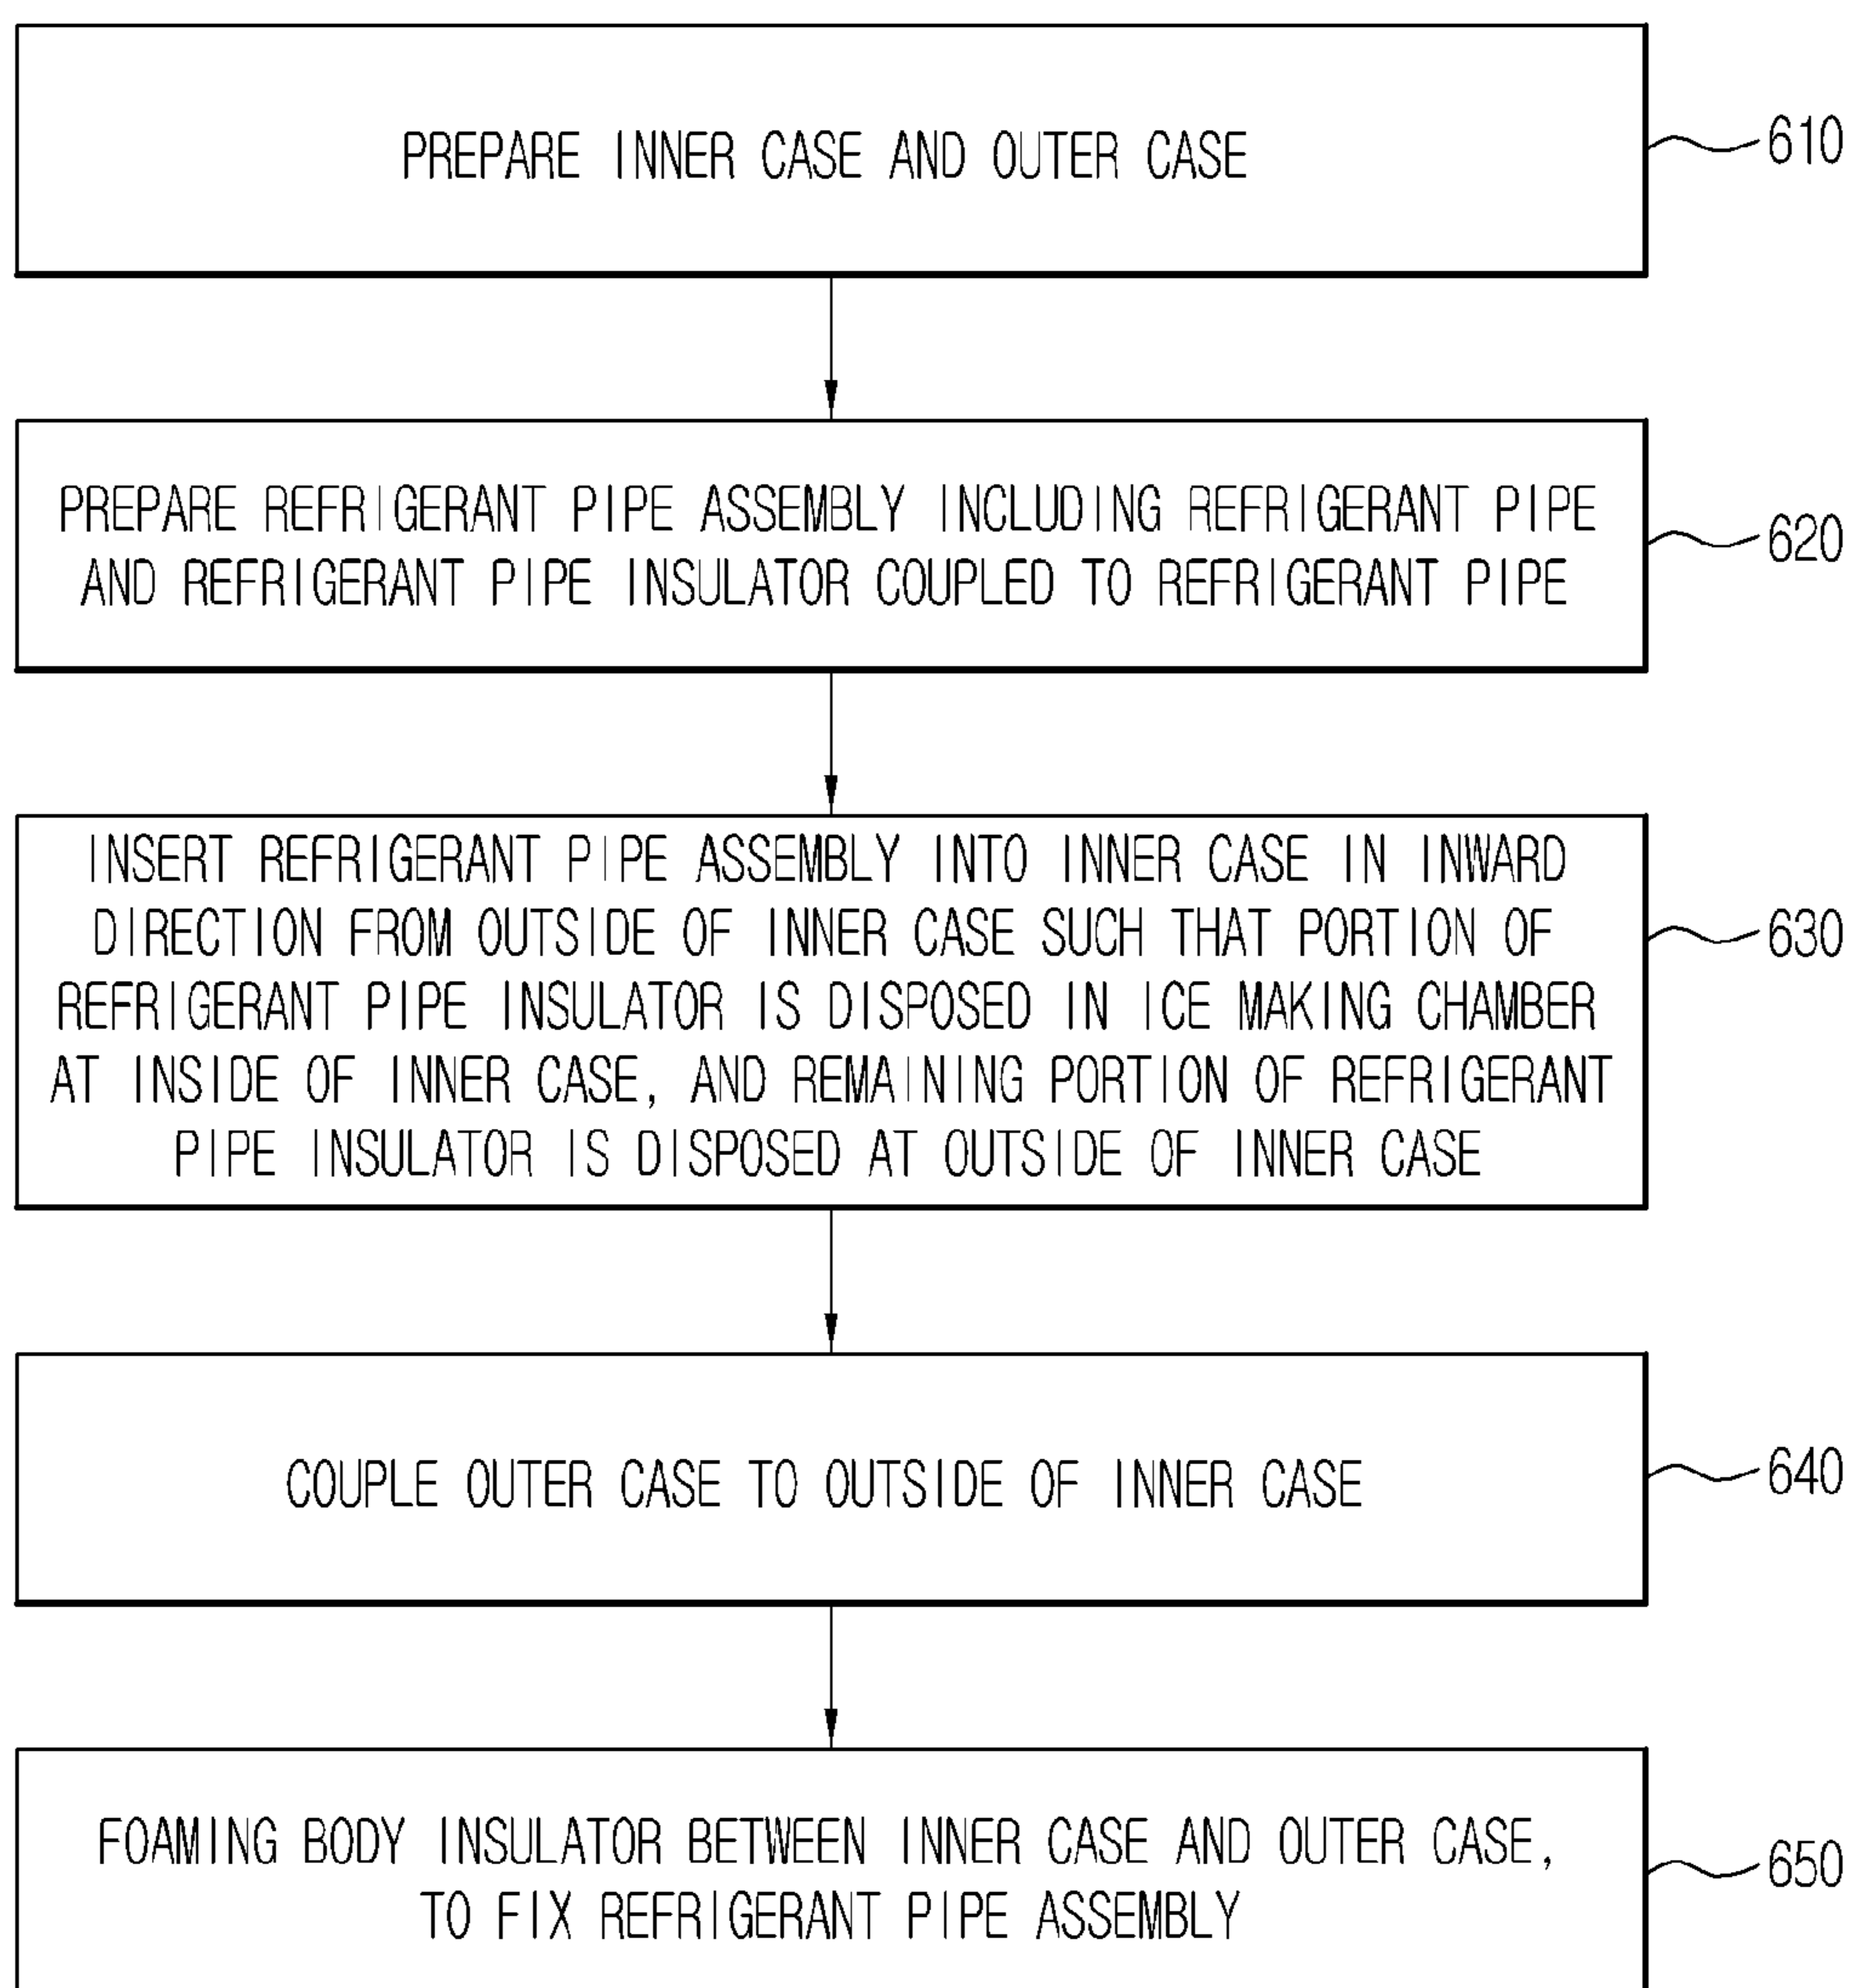 PREPARE INNER CASE AND OUTER CASE
610
PREPARE REFRIGERANT PIPE ASSEMBLY INCLUDING REFRIGERANT PIPE
AND REFRIGERANT PIPE INSULATOR COUPLED TO REFRIGERANT PIPE
620
INSERT REFRIGERANT PIPE ASSEMBLY INTO INNER CASE IN INWARD
DIRECTION FROM OUTSIDE OF INNER CASE SUCH THAT PORTION OF
REFRIGERANT PIPE INSULATOR IS DISPOSED IN ICE MAKING CHAMBER
AT INSIDE OF INNER CASE, AND REMAINING PORTION OF REFRIGERANT
PIPE INSULATOR IS DISPOSED AT OUTSIDE OF INNER CASE
630
COUPLE OUTER CASE TO OUTSIDE OF INNER CASE
640
FOAMING BODY INSULATOR BETWEEN INNER CASE AND OUTER CASE,
TO FIX REFRIGERANT PIPE ASSEMBLY
650